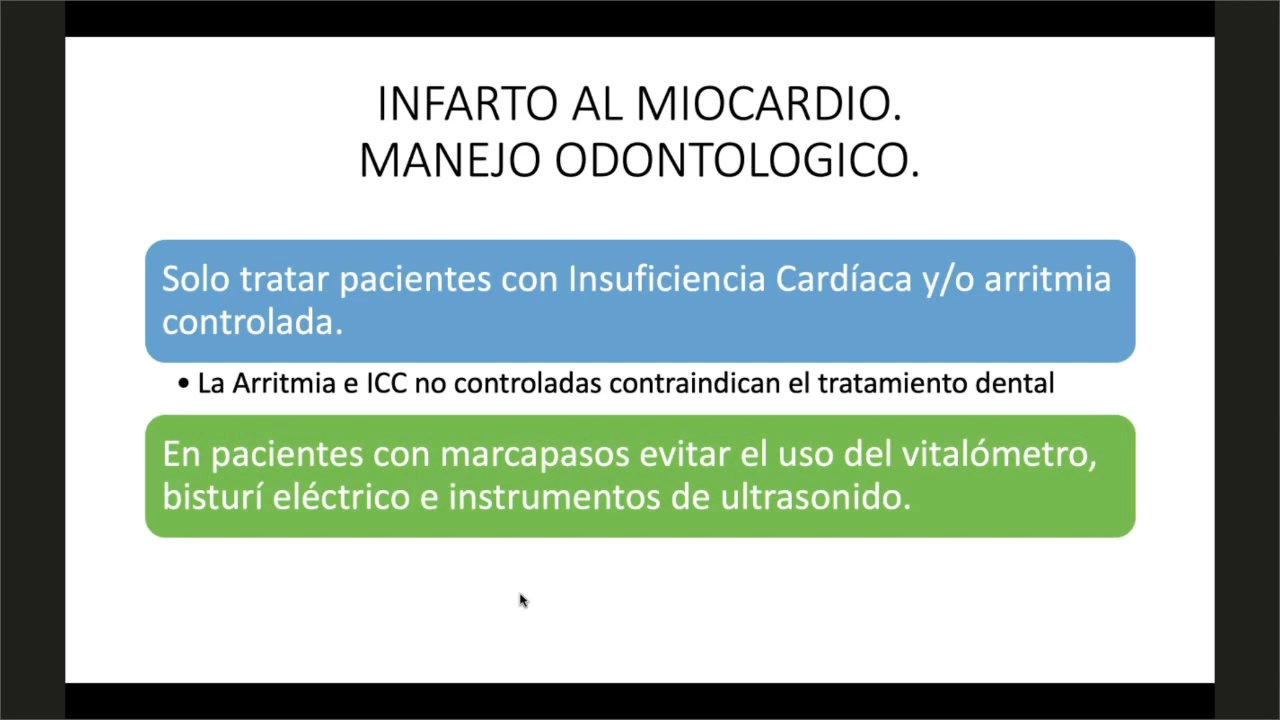 INFARTO AL MIOCARDIO.
MANEJO ODONTOLOGICO.
Solo tratar pacientes con Insuficiencia Cardíaca y/o arritmia
controlada.
• La Arritmia e ICC no controladas contraindican el tratamiento dental
En pacientes con marcapasos evitar el uso del vitalómetro,
bisturí eléctrico e instrumentos de ultrasonido.